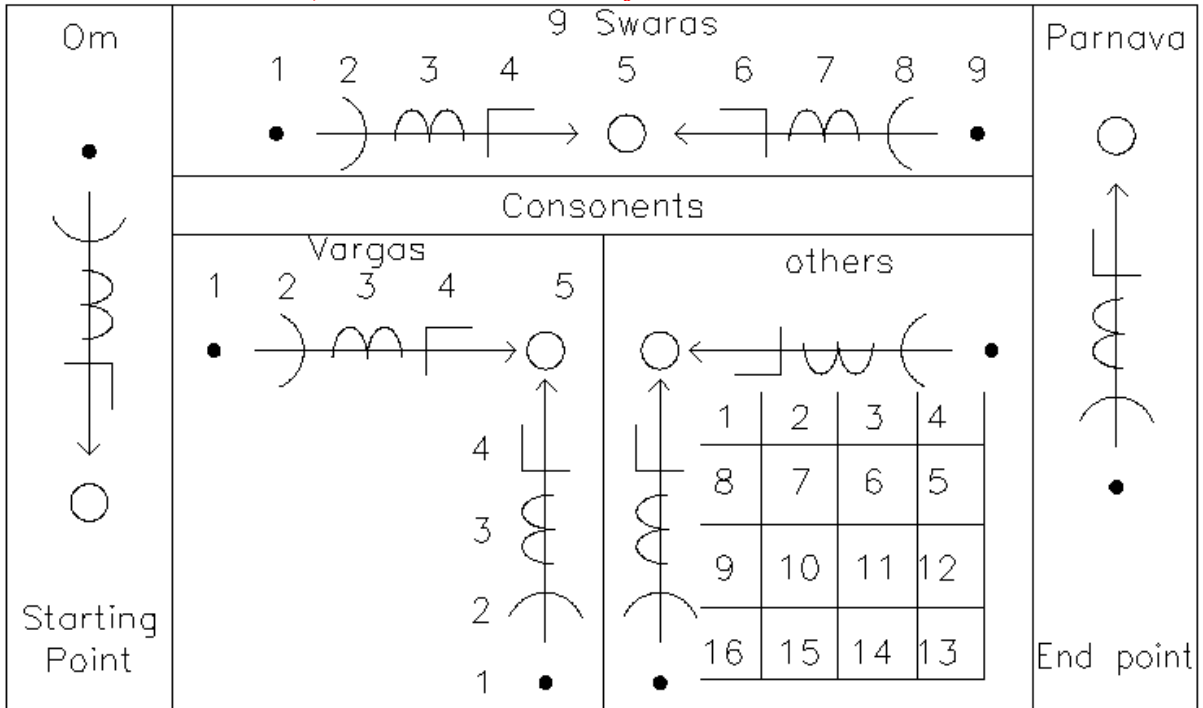 Om
9 Swaras
Parnava
1 2 3 4 5 6 7 8 9
Consonents
Vargas
1 2 3 4 5
4
3
2
1
others
1 2 3 4
8 7 6 5
9 10 11 12
16 15 14 13
Starting
Point
End point